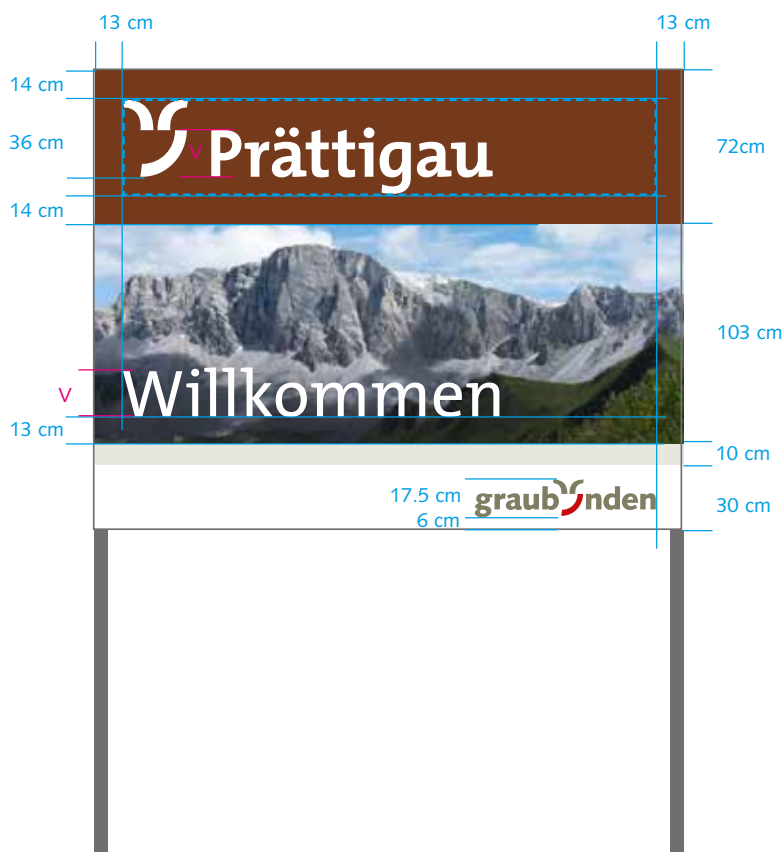 13 cm 13 cm
14 cm
36 cm
72cm
V Prättigau
14 cm
103 cm
V
Willkommen
13 cm
10 cm
17.5 cm
graubünden
30 cm
6 cm